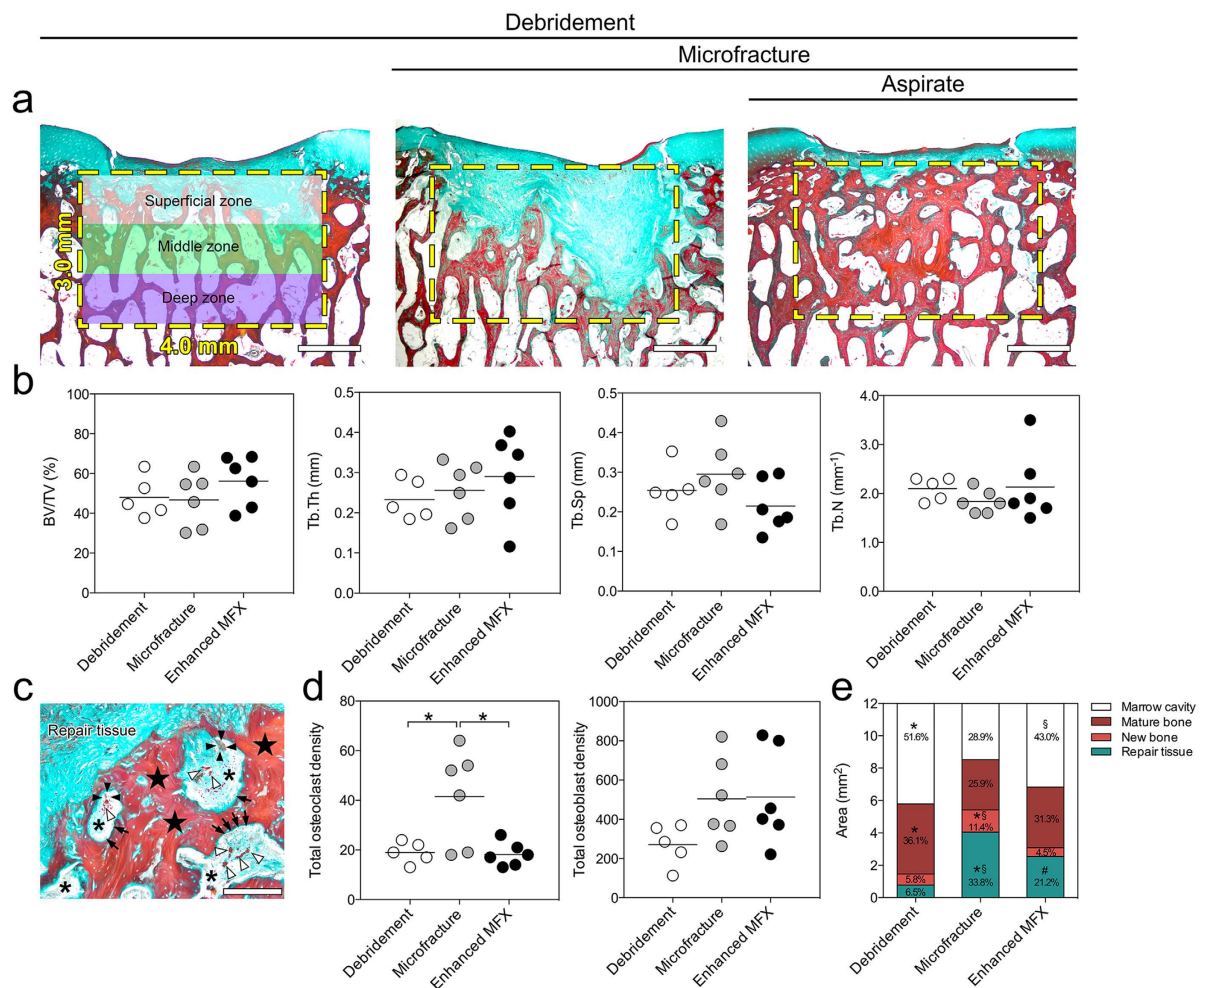 Debridement
Microfracture
Aspirate
a
Superficial zone
Middle zone
Deep zone
3.0 mm
4.0 mm
b
BV/TV (%)
100
80
60
40
20
0
Debridement
Microfracture
Enhanced MFX
Tb.Th (mm)
0.5
0.4
0.3
0.2
0.1
0.0
Debridement
Microfracture
Enhanced MFX
Tb.Sp (mm)
0.5
0.4
0.3
0.2
0.1
0.0
Debridement
Microfracture
Enhanced MFX
Tb.N (mm-1)
4.0
3.0
2.0
1.0
0.0
Debridement
Microfracture
Enhanced MFX
c
Repair tissue
* * * *
d
Total osteoclast density
80
60
40
20
0
* *
Debridement
Microfracture
Enhanced MFX
Total osteoblast density
1000
800
600
400
200
0
Debridement
Microfracture
Enhanced MFX
e
Marrow cavity
Mature bone
New bone
Repair tissue
Area (mm2)
12
10
8
6
4
2
0
*
51.6%
*
36.1%
5.8%
6.5%
28.9%
25.9%
*§
11.4%
*§
33.8%
§
43.0%
31.3%
4.5%
#
21.2%
Debridement
Microfracture
Enhanced MFX